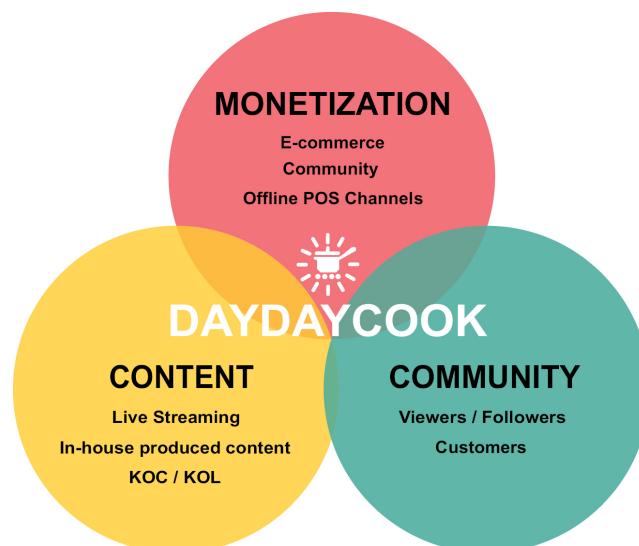 MONETIZATION
E-commerce
Community
Offline POS Channels
DAYDAYCOOK
CONTENT
Live Streaming
In-house produced content
KOC / KOL
COMMUNITY
Viewers / Followers
Customers